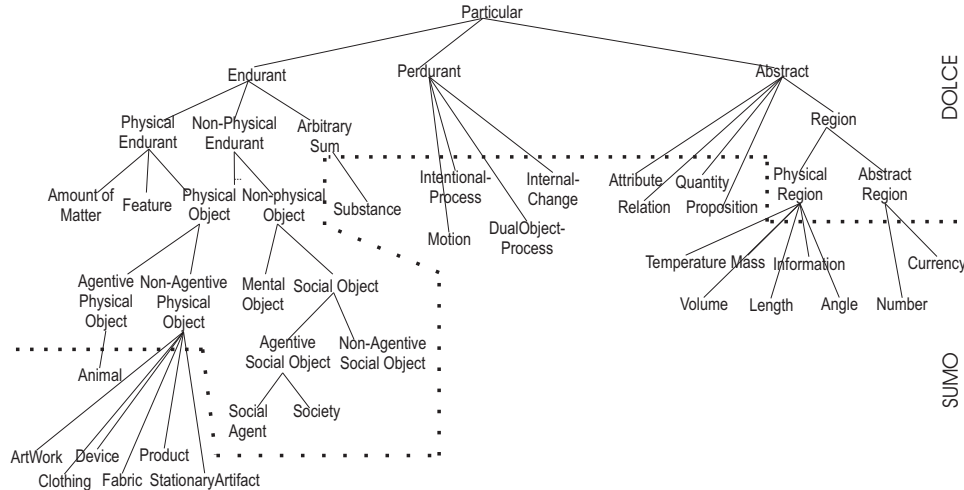 Particular
Endurant
Perdurant
Abstract
DOLCE
Physical
Endurant
Non-Physical
Endurant
Arbitrary
Sum
Region
Amount of
Matter
Feature
Physical
Object
...
Non-physical
Object
Substance
Intentional-
Process
Internal-
Change
Motion
DualObject-
Process
Attribute
Relation
Quantity
Proposition
Physical
Region
Abstract
Region
Agentive
Physical
Object
Non-Agentive
Physical
Object
Mental
Object
Social Object
Temperature
Mass
Information
Currency
Volume
Length
Angle
Number
Agentive
Social Object
Non-Agentive
Social Object
SUMO
Animal
Social
Agent
Society
ArtWork
Device
Product
Clothing
Fabric
StationaryArtifact